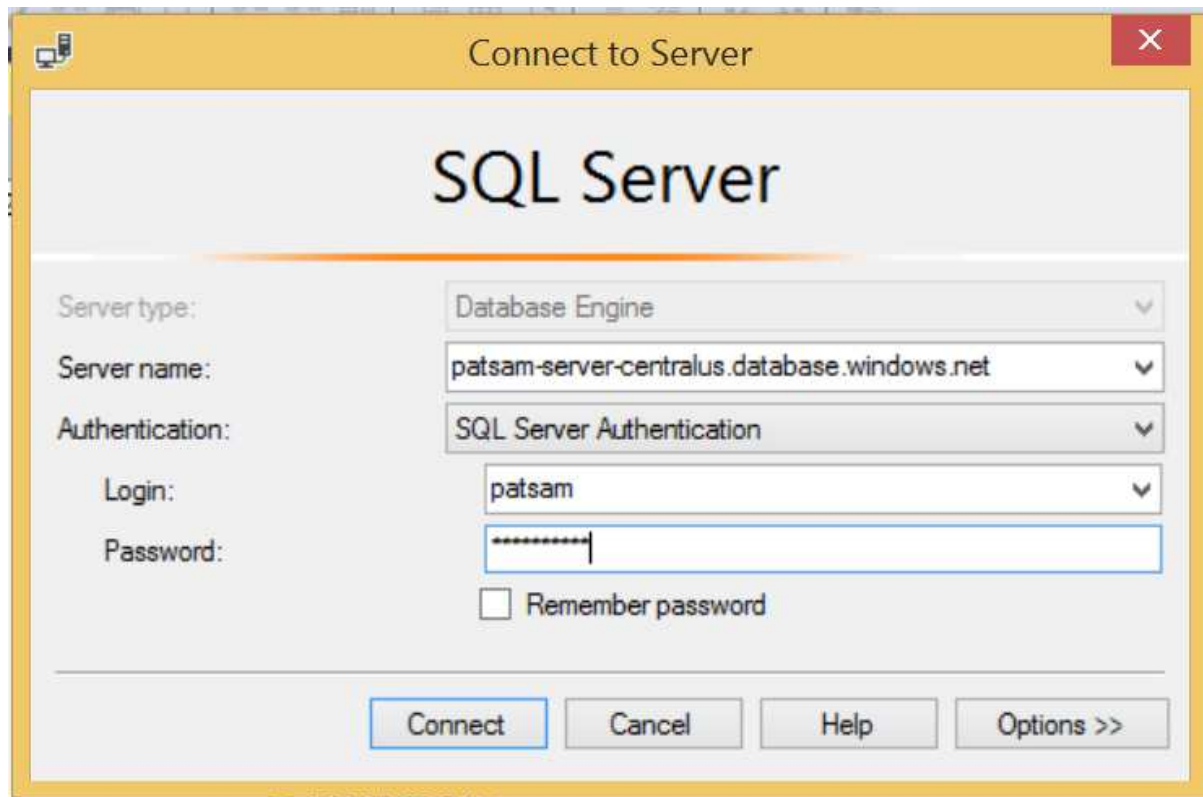 Connect to Server
SQL Server
Server type: Database Engine
Server name: patsam-server-centralus.database.windows.net
Authentication: SQL Server Authentication
Login: patsam
Password: **********
Remember password
Connect Cancel Help Options >>